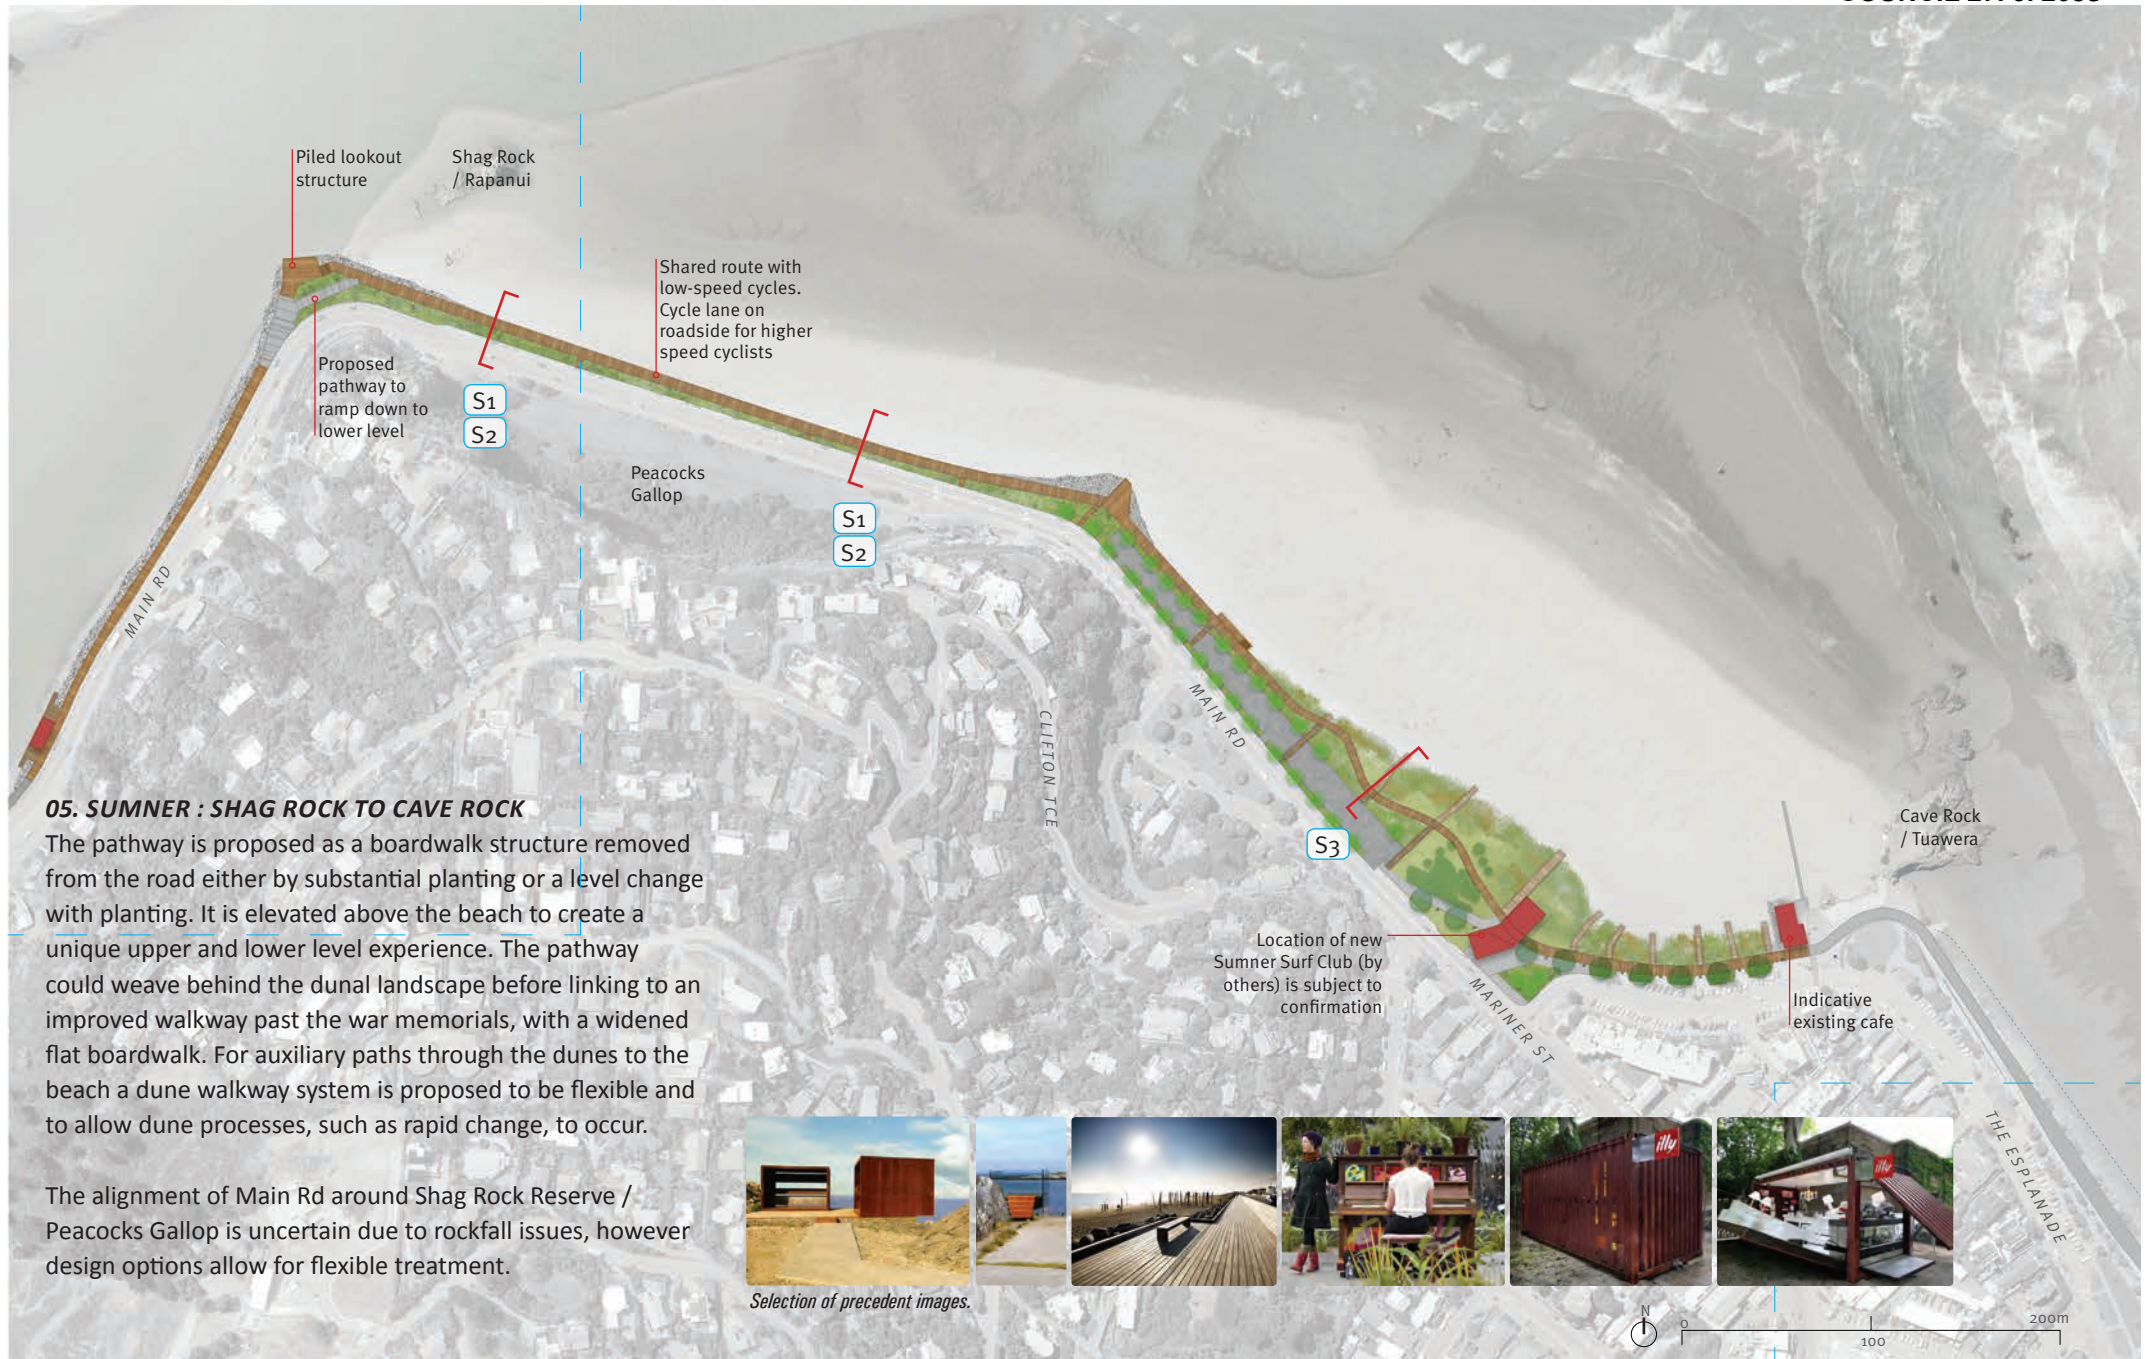 Piled lookout
structure
Shag Rock
/ Rapanui
Shared route with
low-speed cycles.
Cycle lane on
roadside for higher
speed cyclists
Proposed
pathway to
ramp down to
lower level
S1
S2
Peacocks
Gallop
S1
S2
MAIN RD
MAIN RD
CLIFTON TCE
S3
Cave Rock
/ Tuawera
Location of new
Sumner Surf Club (by
others) is subject to
confirmation
MARINER ST
Indicative
existing cafe
THE ESPLANADE
05. SUMNER : SHAG ROCK TO CAVE ROCK
The pathway is proposed as a boardwalk structure removed
from the road either by substantial planting or a level change
with planting. It is elevated above the beach to create a
unique upper and lower level experience. The pathway
could weave behind the dunal landscape before linking to an
improved walkway past the war memorials, with a widened
flat boardwalk. For auxiliary paths through the dunes to the
beach a dune walkway system is proposed to be flexible and
to allow dune processes, such as rapid change, to occur.
The alignment of Main Rd around Shag Rock Reserve /
Peacocks Gallop is uncertain due to rockfall issues, however
design options allow for flexible treatment.
illy
illy
Selection of precedent images.
N
0
100
200m